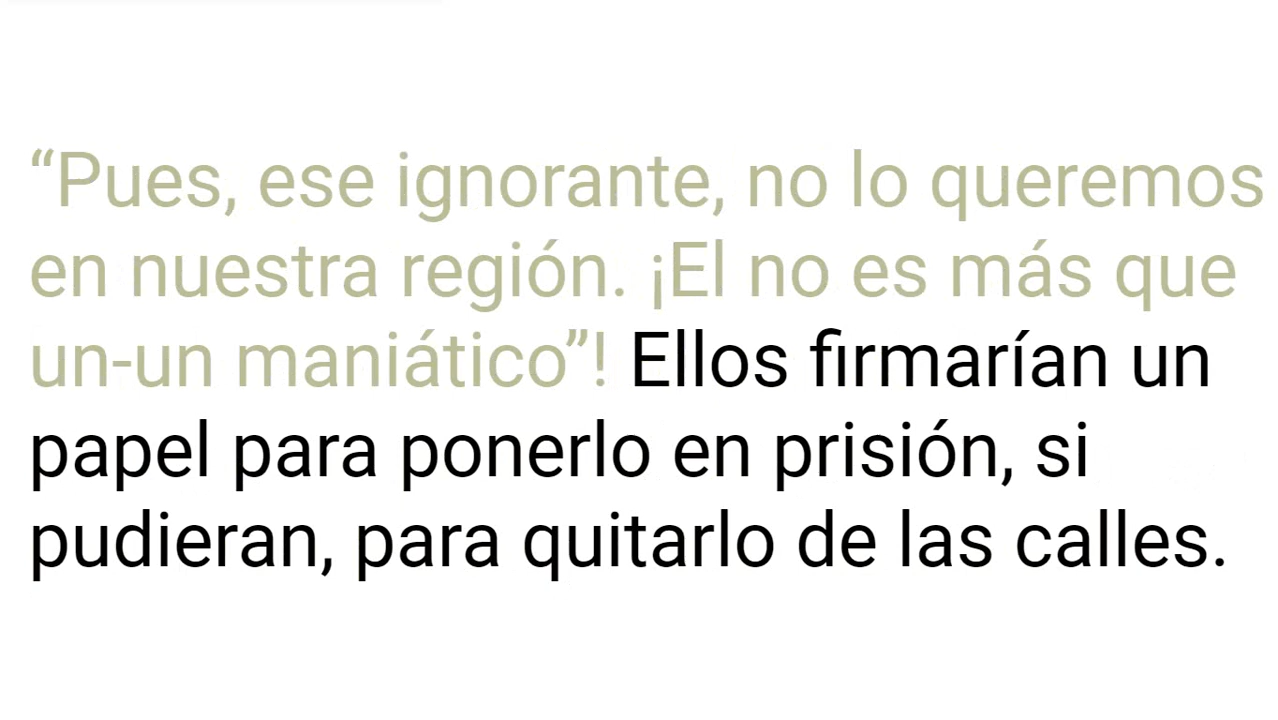 “Pues, ese ignorante, no lo queremos
en nuestra región. ¡El no es más que
un-un maniático”! Ellos firmarían un
papel para ponerlo en prisión, si
pudieran, para quitarlo de las calles.